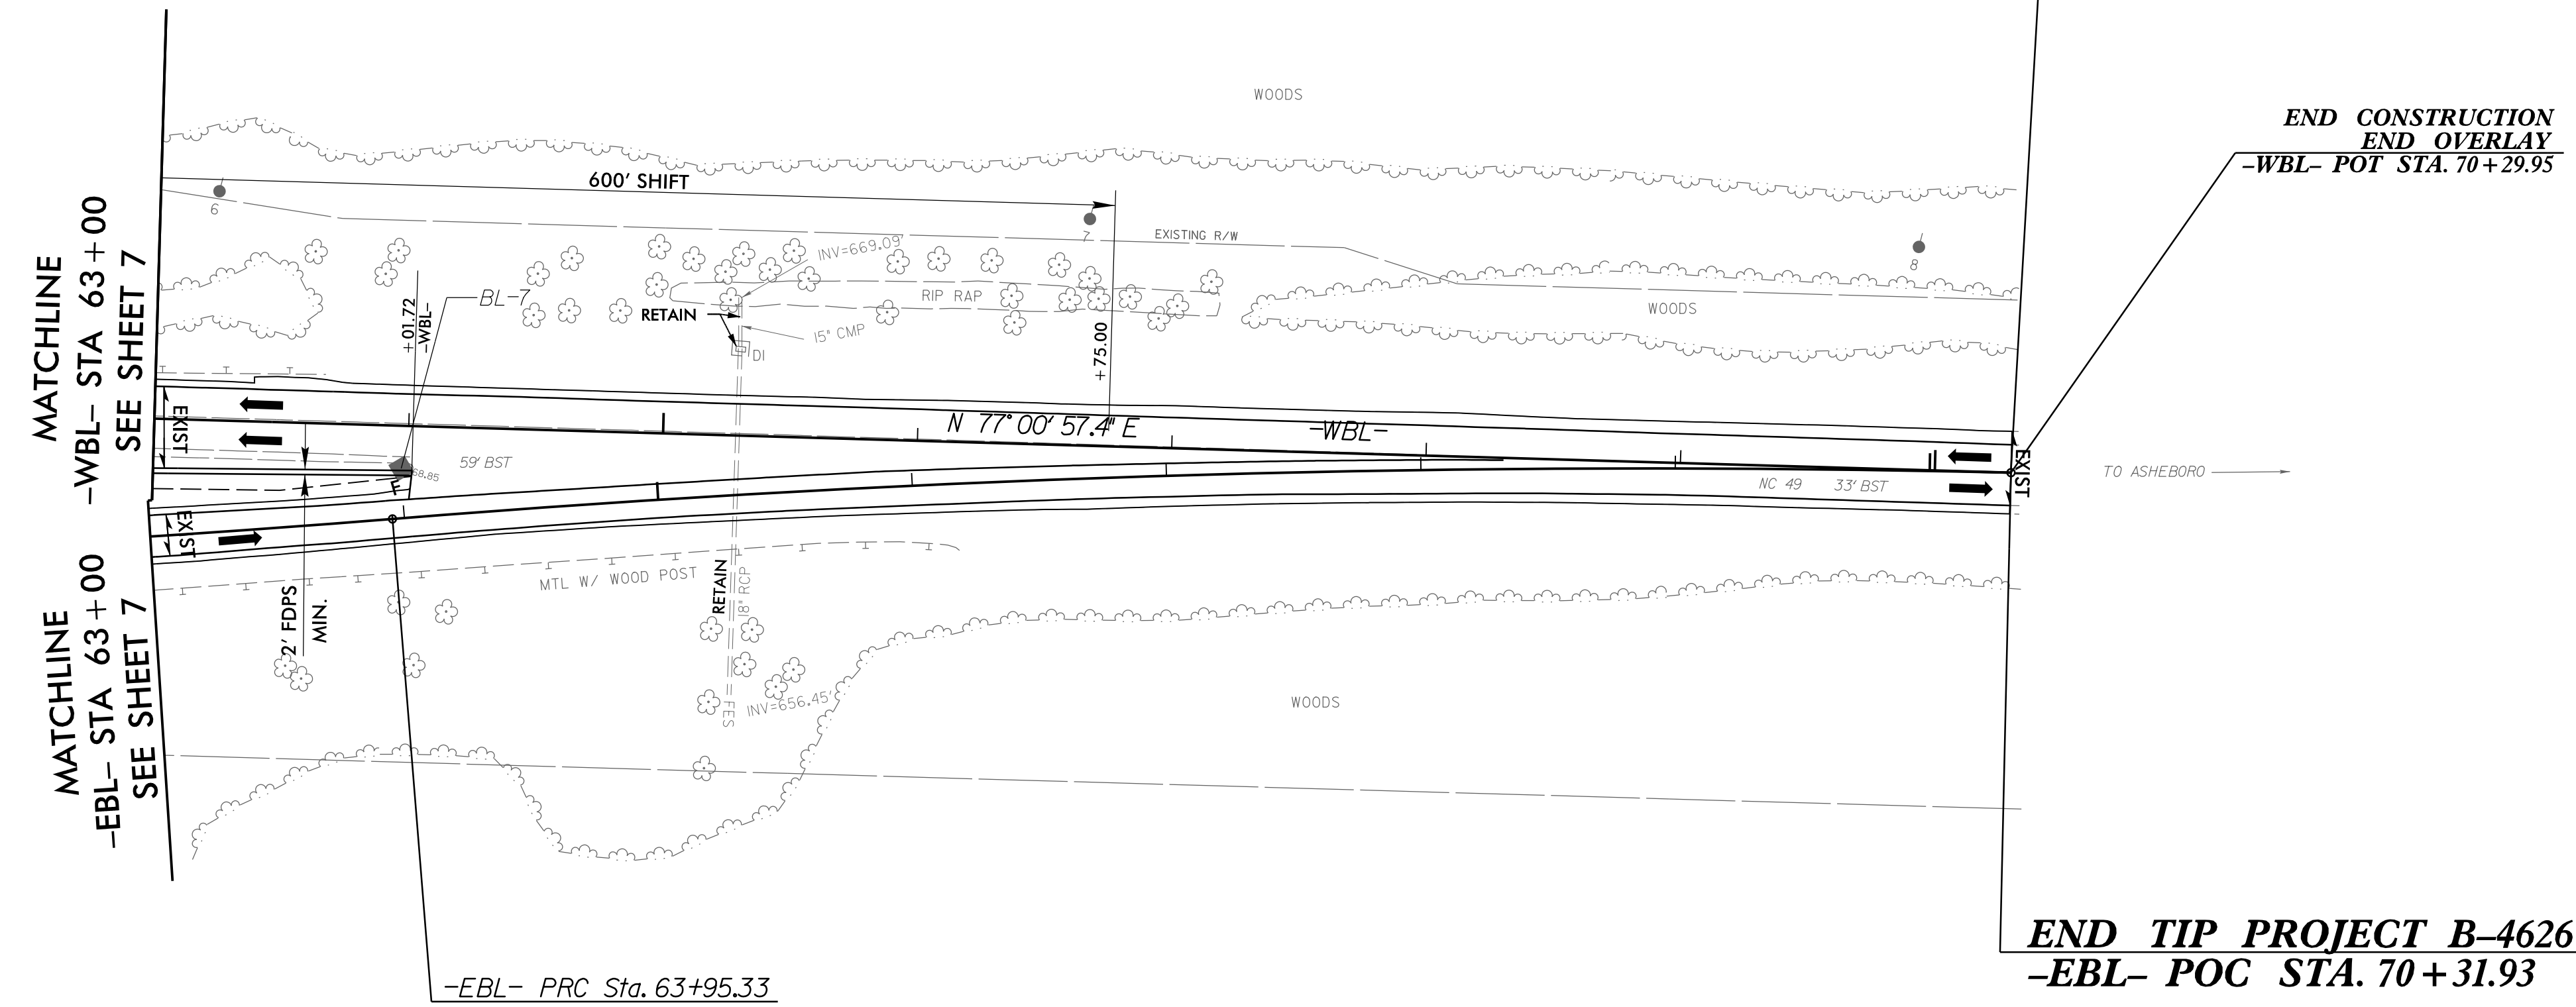 WOODS
END CONSTRUCTION
END OVERLAY
-WBL- POT STA. 70+29.95
600' SHIFT
6
7
8
EXISTING R/W
INV=669.09'
RIP RAP
WOODS
MATCHLINE
-WBL- STA 63+00
SEE SHEET 7
+01.72
-WBL-
BL-7
RETAIN
15" CMP
DI
+75.00
EXIST
N 77° 00' 57.4" E
-WBL-
59' BST
F
NC 49
33' BST
EXIST
TO ASHEBORO
EXIST
MATCHLINE
-EBL- STA 63+00
SEE SHEET 7
2' FDPS
MIN.
MTL W/ WOOD POST
RETAIN
18" RCP
FES
INV=656.45'
WOODS
-EBL- PRC Sta. 63+95.33
END TIP PROJECT B-4626
-EBL- POC STA. 70+31.93